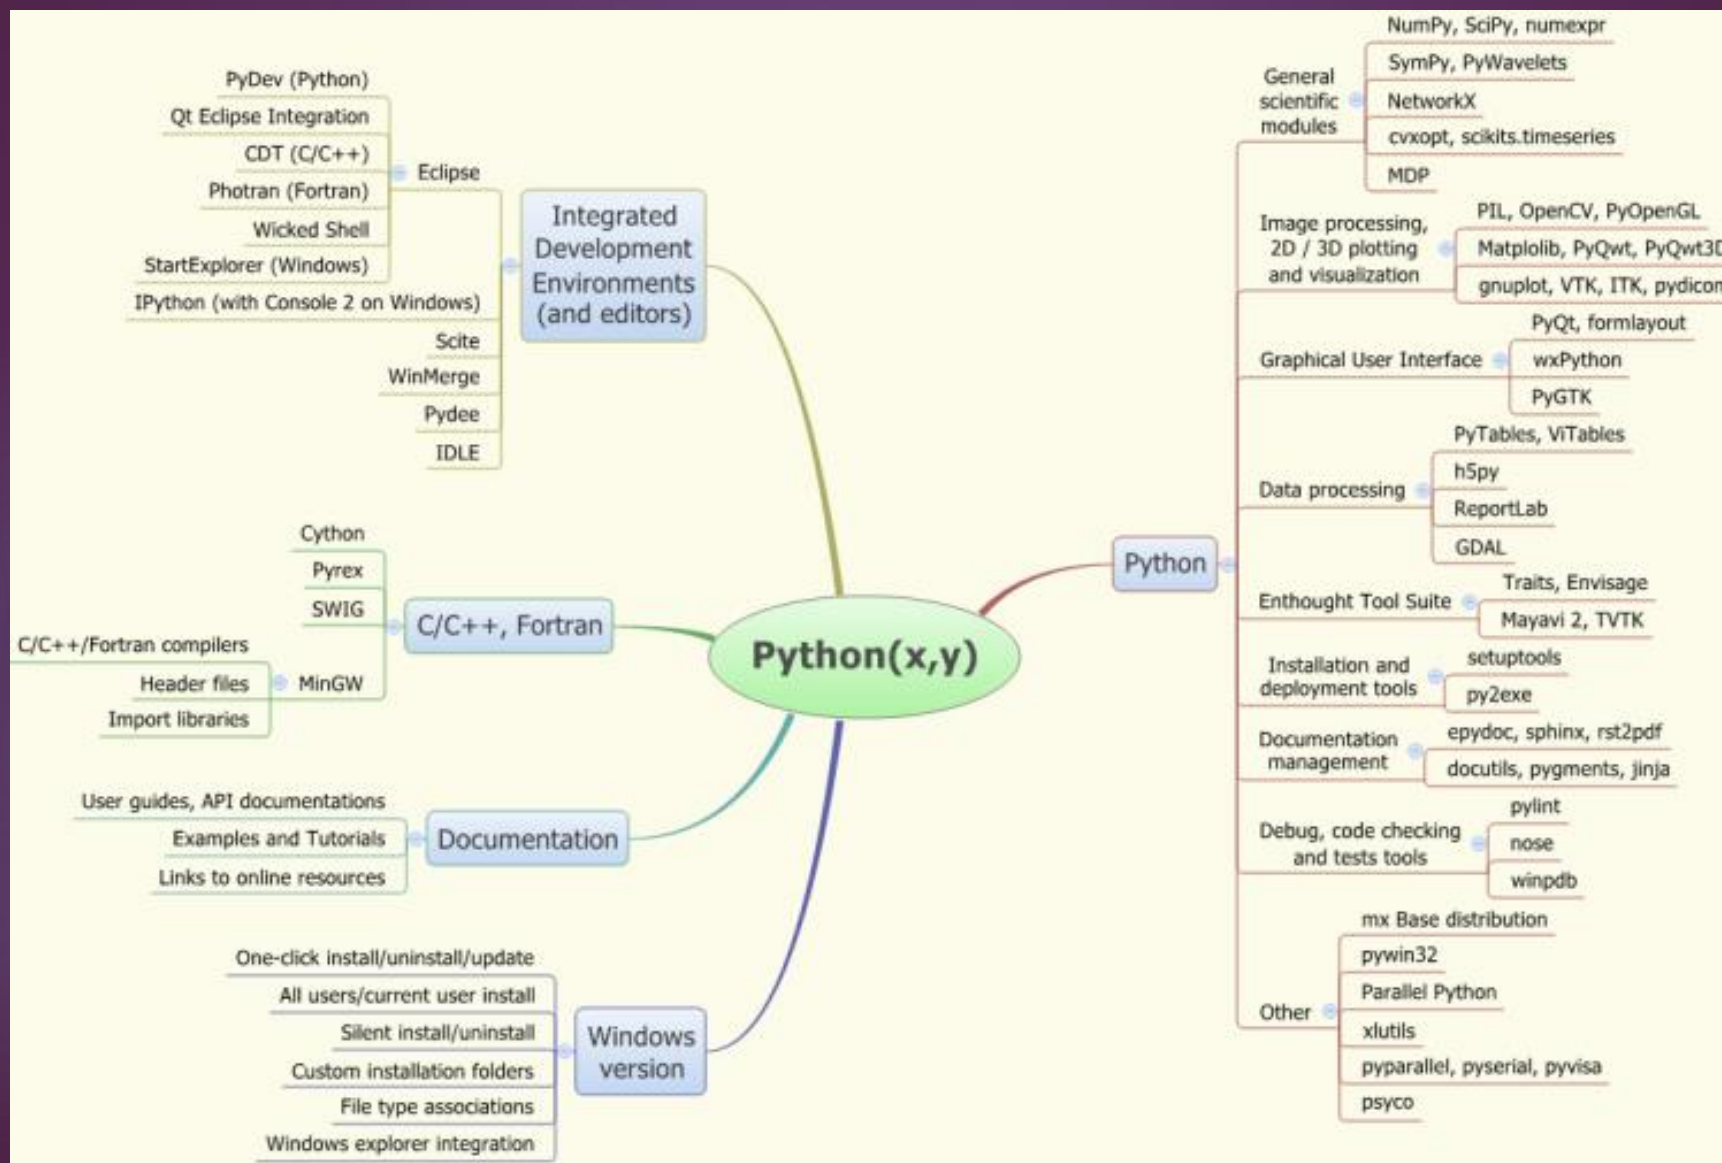 PyDev (Python)
Qt Eclipse Integration
CDT (C/C++)
Photran (Fortran)
Wicked Shell
StartExplorer (Windows)
Eclipse
IPython (with Console 2 on Windows)
Scite
WinMerge
Pydee
IDLE
Integrated
Development
Environments
(and editors)
Cython
Pyrex
SWIG
C/C++/Fortran compilers
Header files
Import libraries
MinGW
C/C++, Fortran
User guides, API documentations
Examples and Tutorials
Links to online resources
Documentation
One-click install/uninstall/update
All users/current user install
Silent install/uninstall
Custom installation folders
File type associations
Windows explorer integration
Windows
version
Python(x,y)
Python
General
scientific
modules
NumPy, SciPy, numexpr
SymPy, PyWavelets
NetworkX
cvxopt, scikits.timeseries
MDP
Image processing,
2D / 3D plotting
and visualization
PIL, OpenCV, PyOpenGL
Matplolib, PyQwt, PyQwt3D
gnuplot, VTK, ITK, pydicom
Graphical User Interface
PyQt, formlayout
wxPython
PyGTK
Data processing
PyTables, ViTables
h5py
ReportLab
GDAL
Enthought Tool Suite
Traits, Envisage
Mayavi 2, TVTK
Installation and
deployment tools
setuptools
py2exe
Documentation
management
epydoc, sphinx, rst2pdf
docutils, pygments, jinja
Debug, code checking
and tests tools
pylint
nose
winpdb
Other
mx Base distribution
pywin32
Parallel Python
xlutils
pyparallel, pyserial, pyvisa
psyco